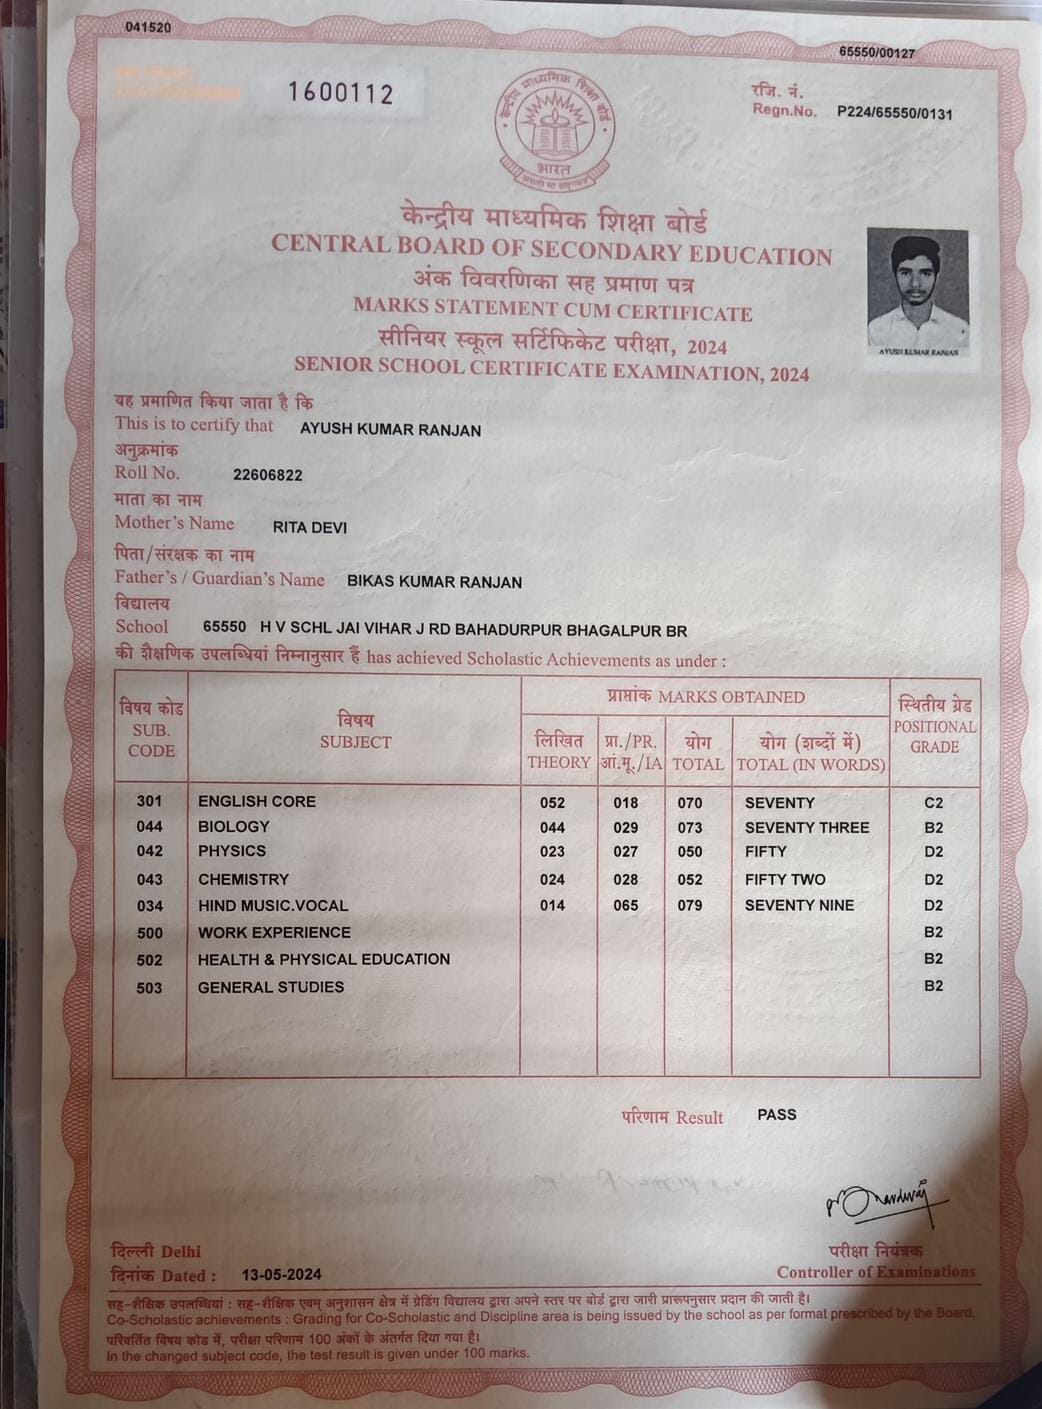 041520
65550/00127
1600112
रजि. नं.
Regn.No. P224/65550/0131
केन्द्रीय माध्यमिक शिक्षा बोर्ड
भारत
केन्द्रीय माध्यमिक शिक्षा बोर्ड
CENTRAL BOARD OF SECONDARY EDUCATION
अंक विवरणिका सह प्रमाण पत्र
MARKS STATEMENT CUM CERTIFICATE
सीनियर स्कूल सर्टिफिकेट परीक्षा, 2024
SENIOR SCHOOL CERTIFICATE EXAMINATION, 2024
AYUSH KUMAR RANJAN
यह प्रमाणित किया जाता है कि
This is to certify that AYUSH KUMAR RANJAN
अनुक्रमांक
Roll No. 22606822
माता का नाम
Mother's Name RITA DEVI
पिता/संरक्षक का नाम
Father's / Guardian's Name BIKAS KUMAR RANJAN
विद्यालय
School 65550 H V SCHL JAI VIHAR J RD BAHADURPUR BHAGALPUR BR
की शैक्षणिक उपलब्धियां निम्नानुसार हैं has achieved Scholastic Achievements as under :
विषय कोड SUB. CODE
विषय SUBJECT
प्राप्तांक MARKS OBTAINED
लिखित THEORY
प्रा./PR. आं.मू./IA
योग TOTAL
योग (शब्दों में) TOTAL (IN WORDS)
स्थितीय ग्रेड POSITIONAL GRADE
301 ENGLISH CORE 052 018 070 SEVENTY C2
044 BIOLOGY 044 029 073 SEVENTY THREE B2
042 PHYSICS 023 027 050 FIFTY D2
043 CHEMISTRY 024 028 052 FIFTY TWO D2
034 HIND MUSIC.VOCAL 014 065 079 SEVENTY NINE D2
500 WORK EXPERIENCE B2
502 HEALTH & PHYSICAL EDUCATION B2
503 GENERAL STUDIES B2
परिणाम Result PASS
दिल्ली Delhi
दिनांक Dated : 13-05-2024
परीक्षा नियंत्रक
Controller of Examinations
सह-शैक्षिक उपलब्धियां : सह-शैक्षिक एवम् अनुशासन क्षेत्र में ग्रेडिंग विद्यालय द्वारा अपने स्तर पर बोर्ड द्वारा जारी प्रारूपनुसार प्रदान की जाती है।
Co-Scholastic achievements : Grading for Co-Scholastic and Discipline area is being issued by the school as per format prescribed by the Board.
परिवर्तित विषय कोड में, परीक्षा परिणाम 100 अंकों के अंतर्गत दिया गया है।
In the changed subject code, the test result is given under 100 marks.